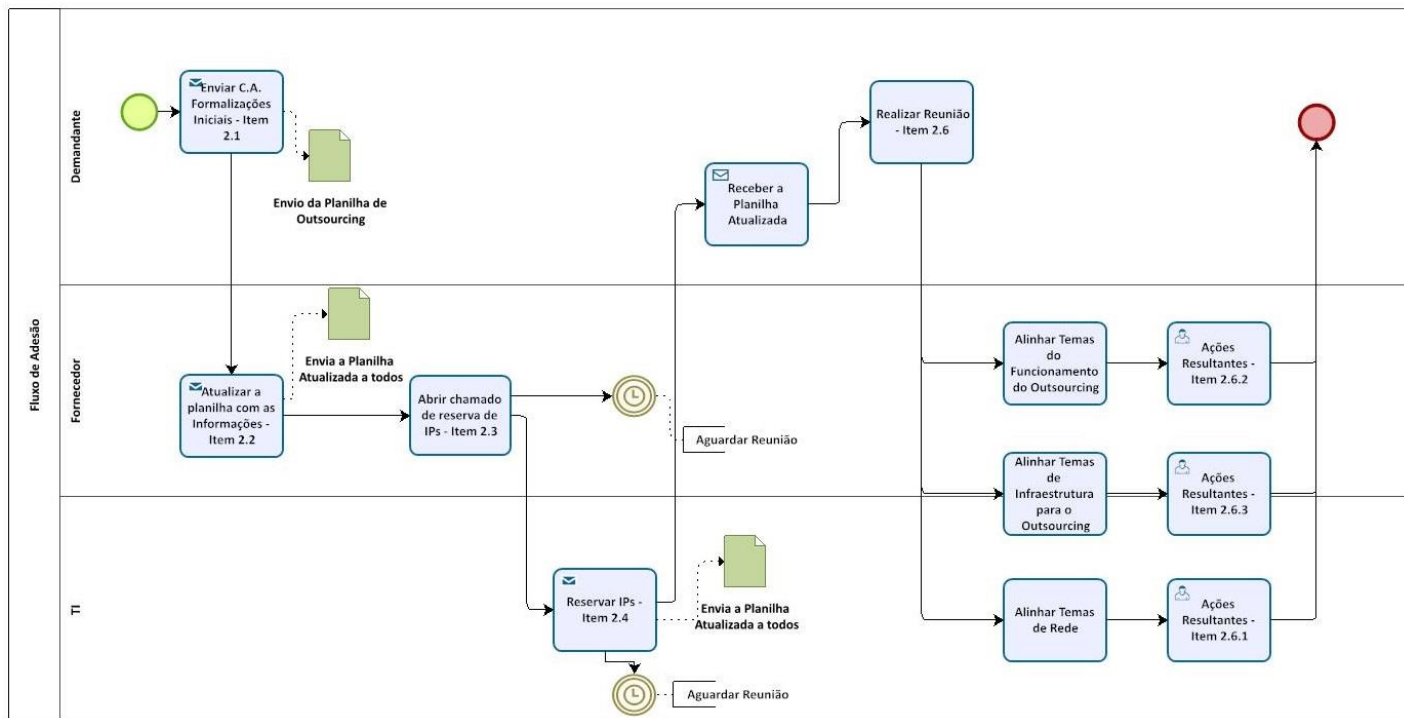 Fluxo de Adesão
Demandante
Enviar C.A.
Formalizações
Iniciais - Item
2.1
Envio da Planilha de
Outsourcing
Receber a
Planilha
Atualizada
Realizar Reunião
- Item 2.6
Fornecedor
Atualizar a
planilha com as
Informações -
Item 2.2
Envia a Planilha
Atualizada a todos
Abrir chamado
de reserva de
IPs - Item 2.3
Aguardar Reunião
Alinhar Temas
do
Funcionamento
do Outsourcing
Ações
Resultantes -
Item 2.6.2
Alinhar Temas
de
Infraestrutura
para o
Outsourcing
Ações
Resultantes -
Item 2.6.3
TI
Reservar IPs -
Item 2.4
Envia a Planilha
Atualizada a todos
Aguardar Reunião
Alinhar Temas
de Rede
Ações
Resultantes -
Item 2.6.1